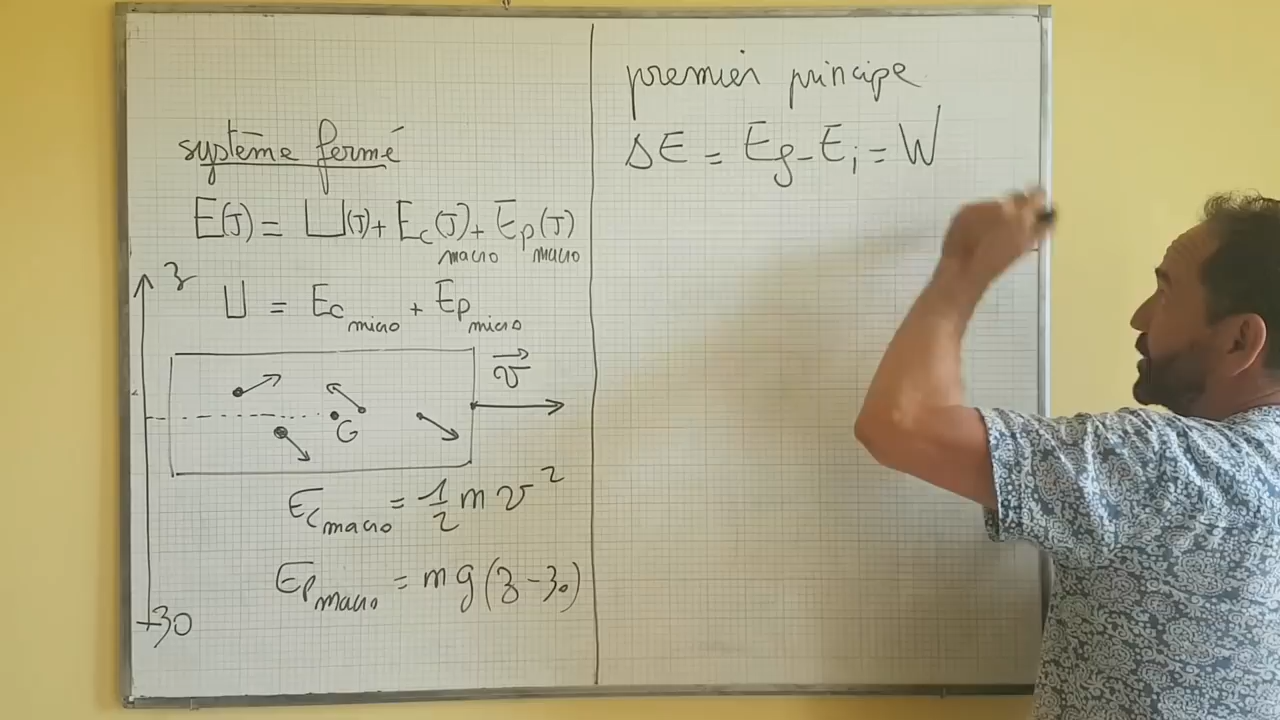 système fermé
E(J) = U(J) + Ec(J) + Ep(J)
macro macro
z
U = Ec micro + Ep micro
v
G
Ec macro = 1/2 m v²
Ep macro = m g (z - z0)
z0
premier principe
ΔE = Ef - Ei = W